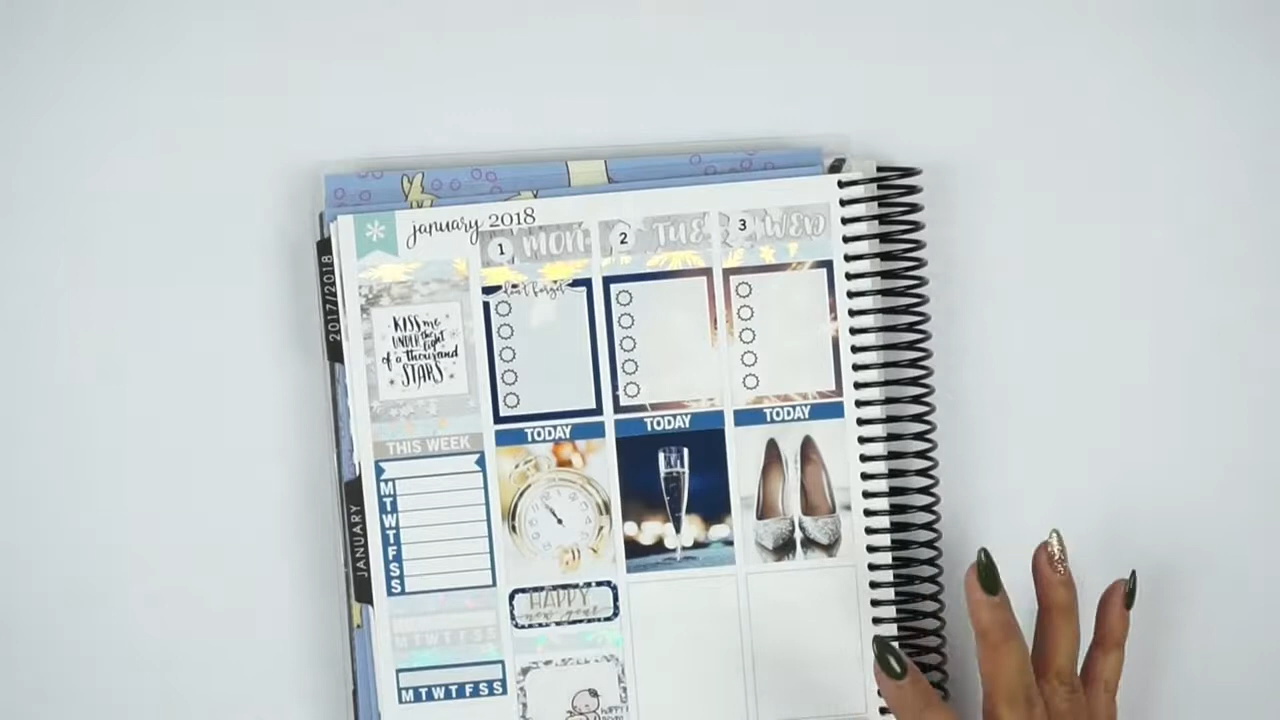 january 2018
1 MON
2 TUE
3 WED
don't forget
KISS me
UNDER the light
of a thousand
STARS
2017/2018
THIS WEEK
M
T
W
T
F
S
S
TODAY
TODAY
TODAY
JANUARY
HAPPY
new year
M T W T F S S
M T W T F S S
HAPPY